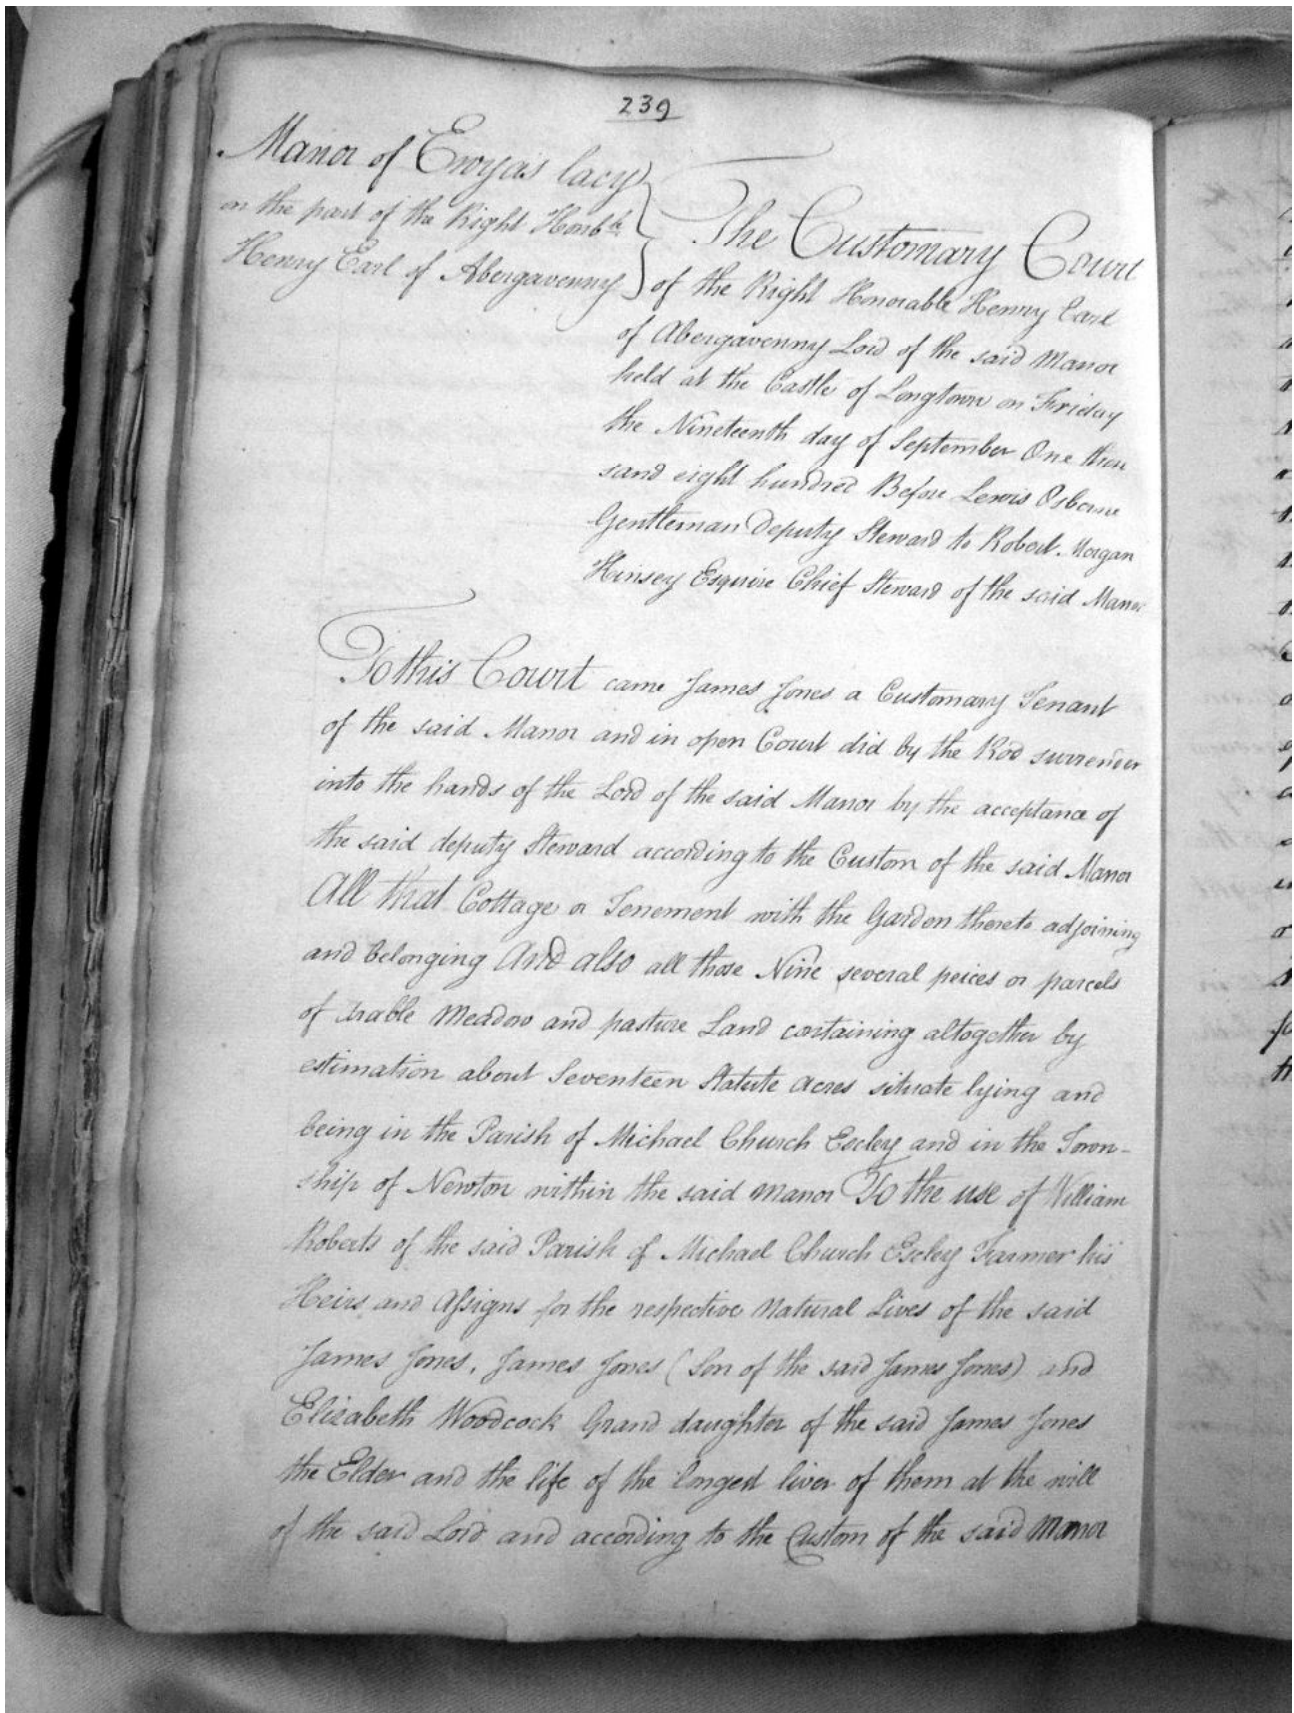 239
Manor of Ewyas lacy
on the part of the Right Honble.
Henry Earl of Abergavenny
The Customary Court
of the Right Honorable Henry Earl
of Abergavenny Lord of the said Manor
held at the Castle of Longtown on Friday
the Nineteenth day of September One thou
sand eight hundred Before Lewis Osborne
Gentleman Deputy Steward to Robert Morgan
Kinsey Esquire Chief Steward of the said Manor
To this Court came James Jones a Customary Tenant
of the said Manor and in open Court did by the Rod surrender
into the hands of the Lord of the said Manor by the acceptance of
the said deputy Steward according to the Custom of the said Manor
All that Cottage or Tenement with the Garden thereto adjoining
and belonging And also all those Nine several peices or parcels
of Arable Meadow and pasture Land containing altogether by
estimation about Seventeen Statute Acres situate lying and
being in the Parish of Michael Church Escley and in the Town-
ship of Newton within the said Manor To the use of William
Roberts of the said Parish of Michael Church Escley Farmer his
Heirs and Assigns for the respective Natural Lives of the said
James Jones, James Jones (Son of the said James Jones) and
Elizabeth Woodcock Grand daughter of the said James Jones
the Elder and the life of the longest liver of them at the will
of the said Lord and according to the Custom of the said Manor